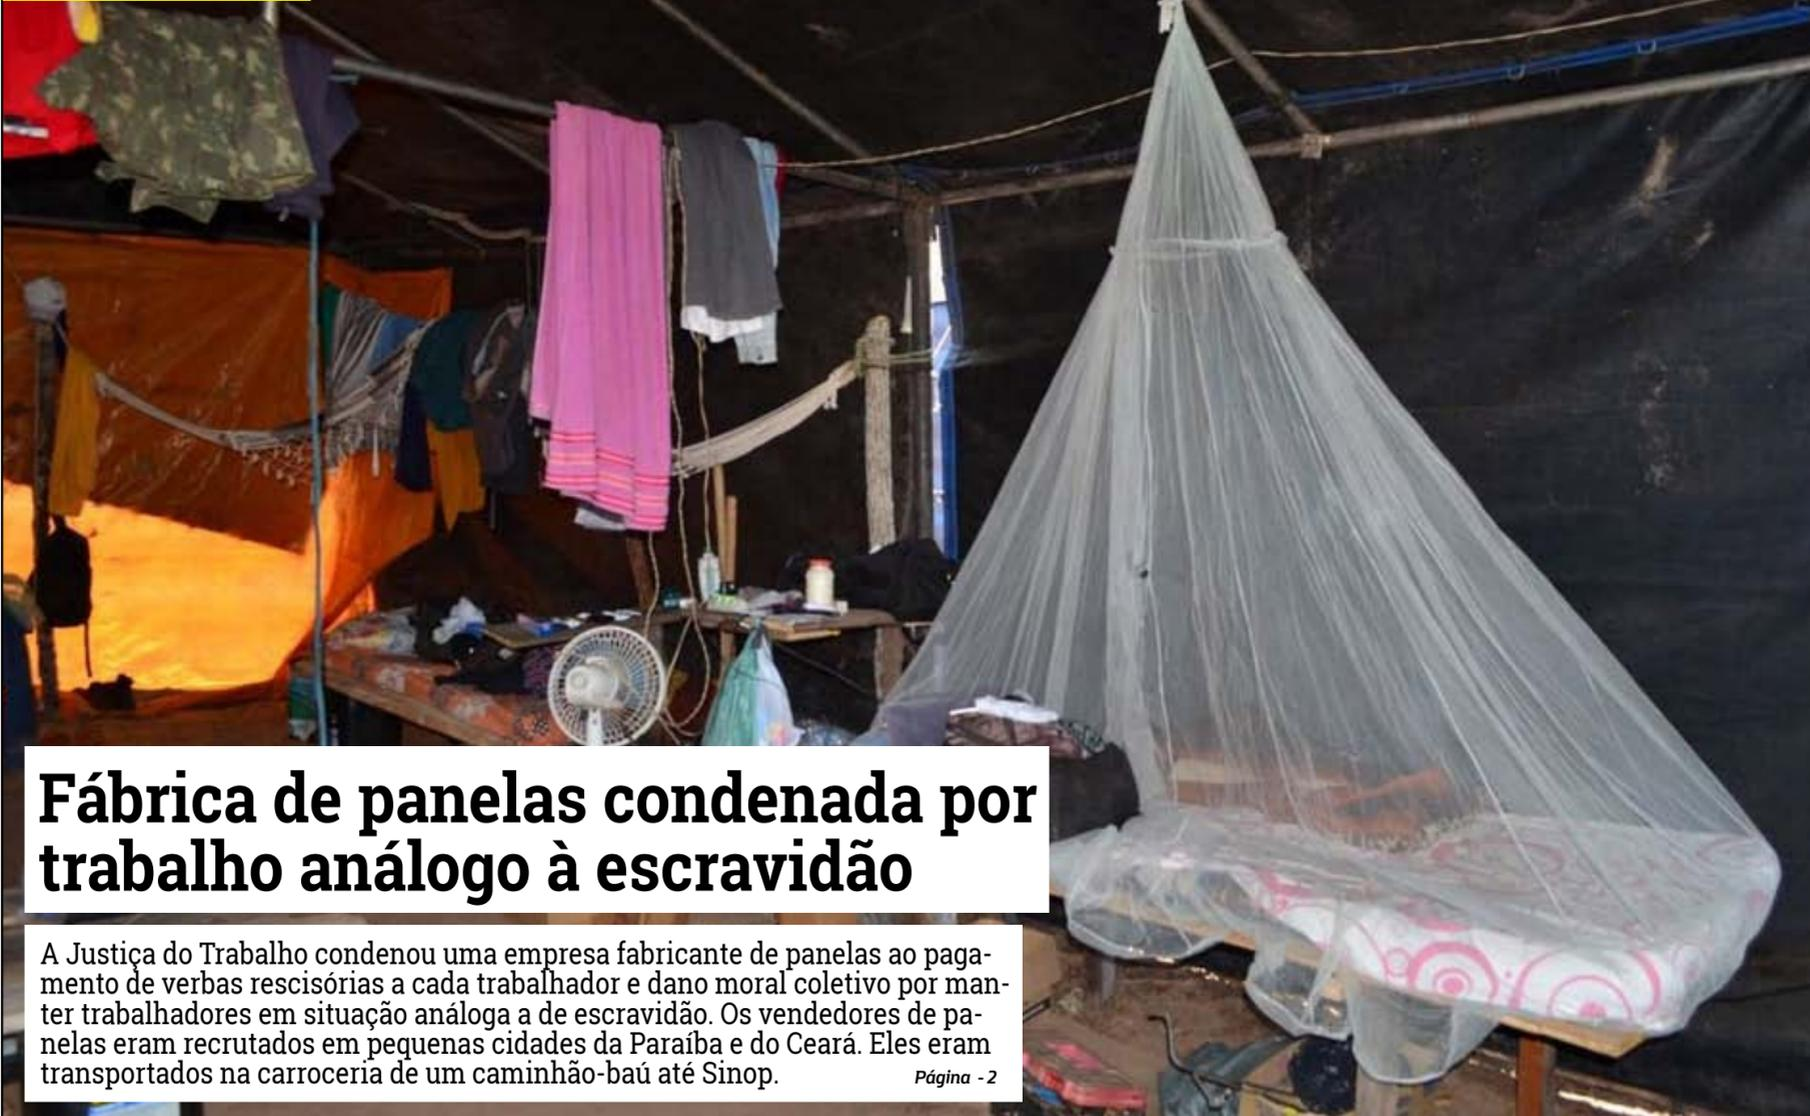 Fábrica de panelas condenada por
trabalho análogo à escravidão
A Justiça do Trabalho condenou uma empresa fabricante de panelas ao paga-
mento de verbas rescisórias a cada trabalhador e dano moral coletivo por man-
ter trabalhadores em situação análoga a de escravidão. Os vendedores de pa-
nelas eram recrutados em pequenas cidades da Paraíba e do Ceará. Eles eram
transportados na carroceria de um caminhão-baú até Sinop.
Página - 2